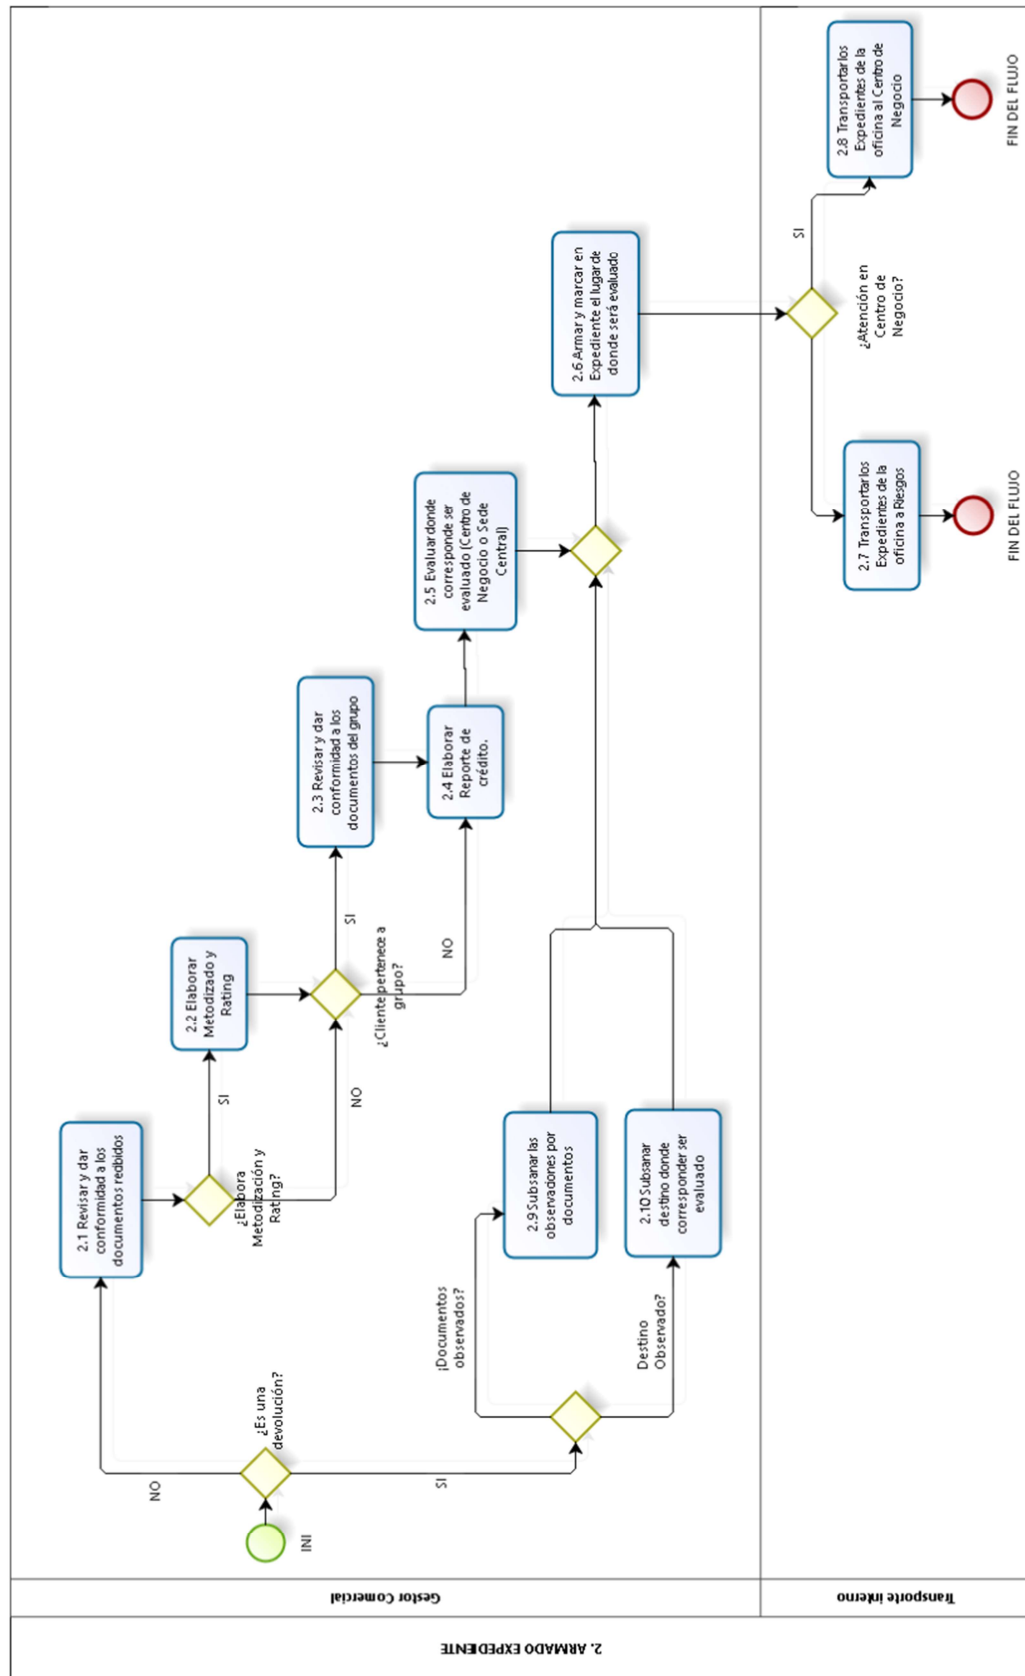 2. ARMADO EXPEDIENTE
Gestor Comercial
Transporte interno
INI
¿Es una
devolución?
NO
SI
2.1 Revisar y dar
conformidad a los
documentos recibidos
¿Elabora
Metodización y
Rating?
SI
NO
2.2 Elaborar
Metodizado y
Rating
¿Cliente pertenece a
grupo?
SI
NO
2.3 Revisar y dar
conformidad a los
documentos del grupo
2.4 Elaborar
Reporte de
crédito.
2.5 Evaluar donde
corresponde ser
evaluado (Centro de
Negocio o Sede
Central)
¡Documentos
observados?
Destino
Observado?
2.9 Subsanar las
observaciones por
documentos
2.10 Subsanar
destino donde
corresponder ser
evaluado
2.6 Armar y marcar en
Expediente el lugar de
donde será evaluado
¿Atención en
Centro de
Negocio?
SI
2.7 Transportar los
Expedientes de la
oficina a Riesgos
FIN DEL FLUJO
2.8 Transportar los
Expedientes de la
oficina al Centro de
Negocio
FIN DEL FLUJO